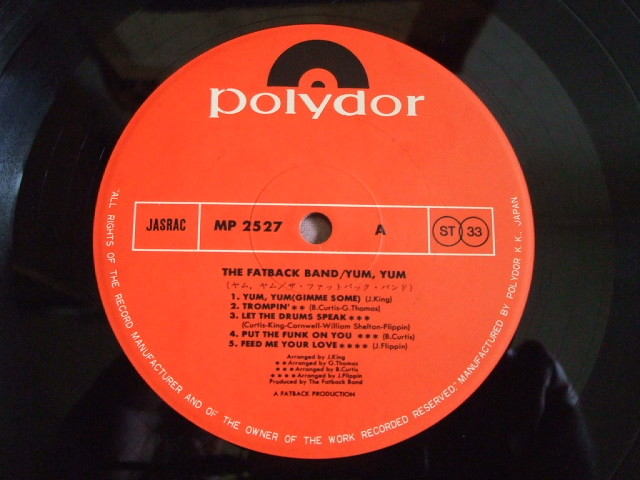 polydor
JASRAC MP 2527 A ST 33
THE FATBACK BAND/YUM, YUM
(ヤム, ヤム/ザ・ファットバック・バンド)
1. YUM, YUM(GIMME SOME) (J.King)
2. TROMPIN'** (B.Curtis-G.Thomas)
3. LET THE DRUMS SPEAK***
(Curtis-King-Cornwell-William Shelton-Flippin)
4. PUT THE FUNK ON YOU *** (B.Curtis)
5. FEED ME YOUR LOVE**** (J.Flippin)
Arranged by J.King
**Arranged by G.Thomas
***Arranged by B.Curtis
****Arranged by J.Flippin
Produced by The Fatback Band
A FATBACK PRODUCTION
"ALL RIGHTS OF THE RECORD MANUFACTURER AND OF THE OWNER OF THE WORK RECORDED RESERVED; MANUFACTURED BY POLYDOR K.K., JAPAN